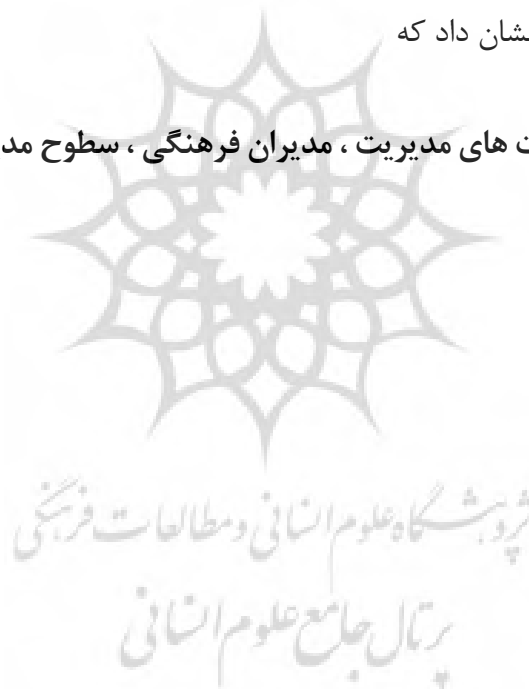 نشان داد که
ت های مدیریت ، مدیران فرهنگی ، سطوح مد
پژوهشگاه علوم انسانی و مطالعات فرهنگی
پرتال جامع علوم انسانی